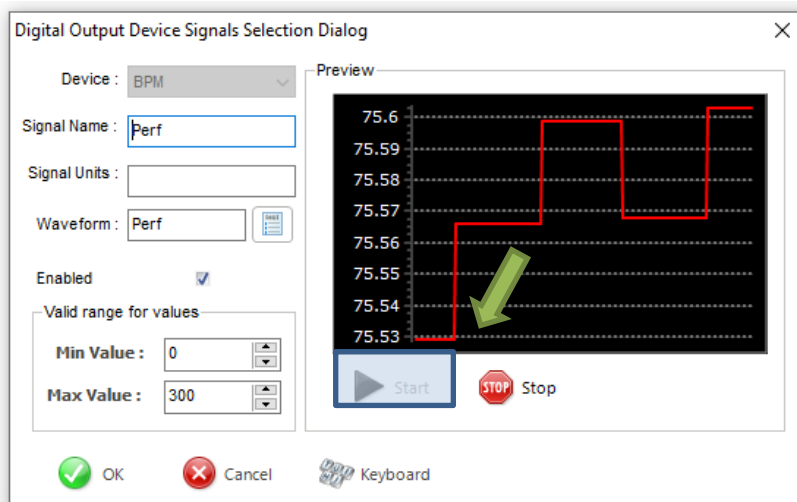 Digital Output Device Signals Selection Dialog
Device : BPM
Signal Name : Perf
Signal Units :
Waveform : Perf
Enabled
Valid range for values
Min Value : 0
Max Value : 300
Preview
75.6
75.59
75.58
75.57
75.56
75.55
75.54
75.53
Start
STOP Stop
OK
Cancel
Keyboard